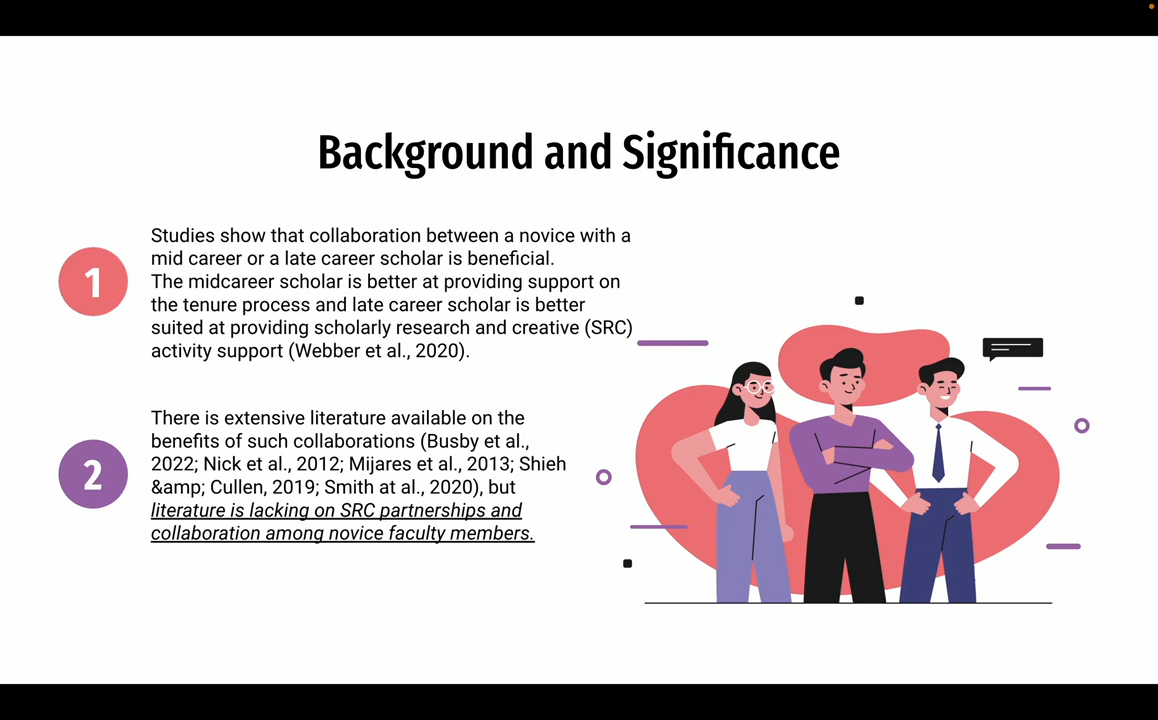 Background and Significance
1
Studies show that collaboration between a novice with a
mid career or a late career scholar is beneficial.
The midcareer scholar is better at providing support on
the tenure process and late career scholar is better
suited at providing scholarly research and creative (SRC)
activity support (Webber et al., 2020).
2
There is extensive literature available on the
benefits of such collaborations (Busby et al.,
2022; Nick et al., 2012; Mijares et al., 2013; Shieh
&amp; Cullen, 2019; Smith at al., 2020), but
literature is lacking on SRC partnerships and
collaboration among novice faculty members.